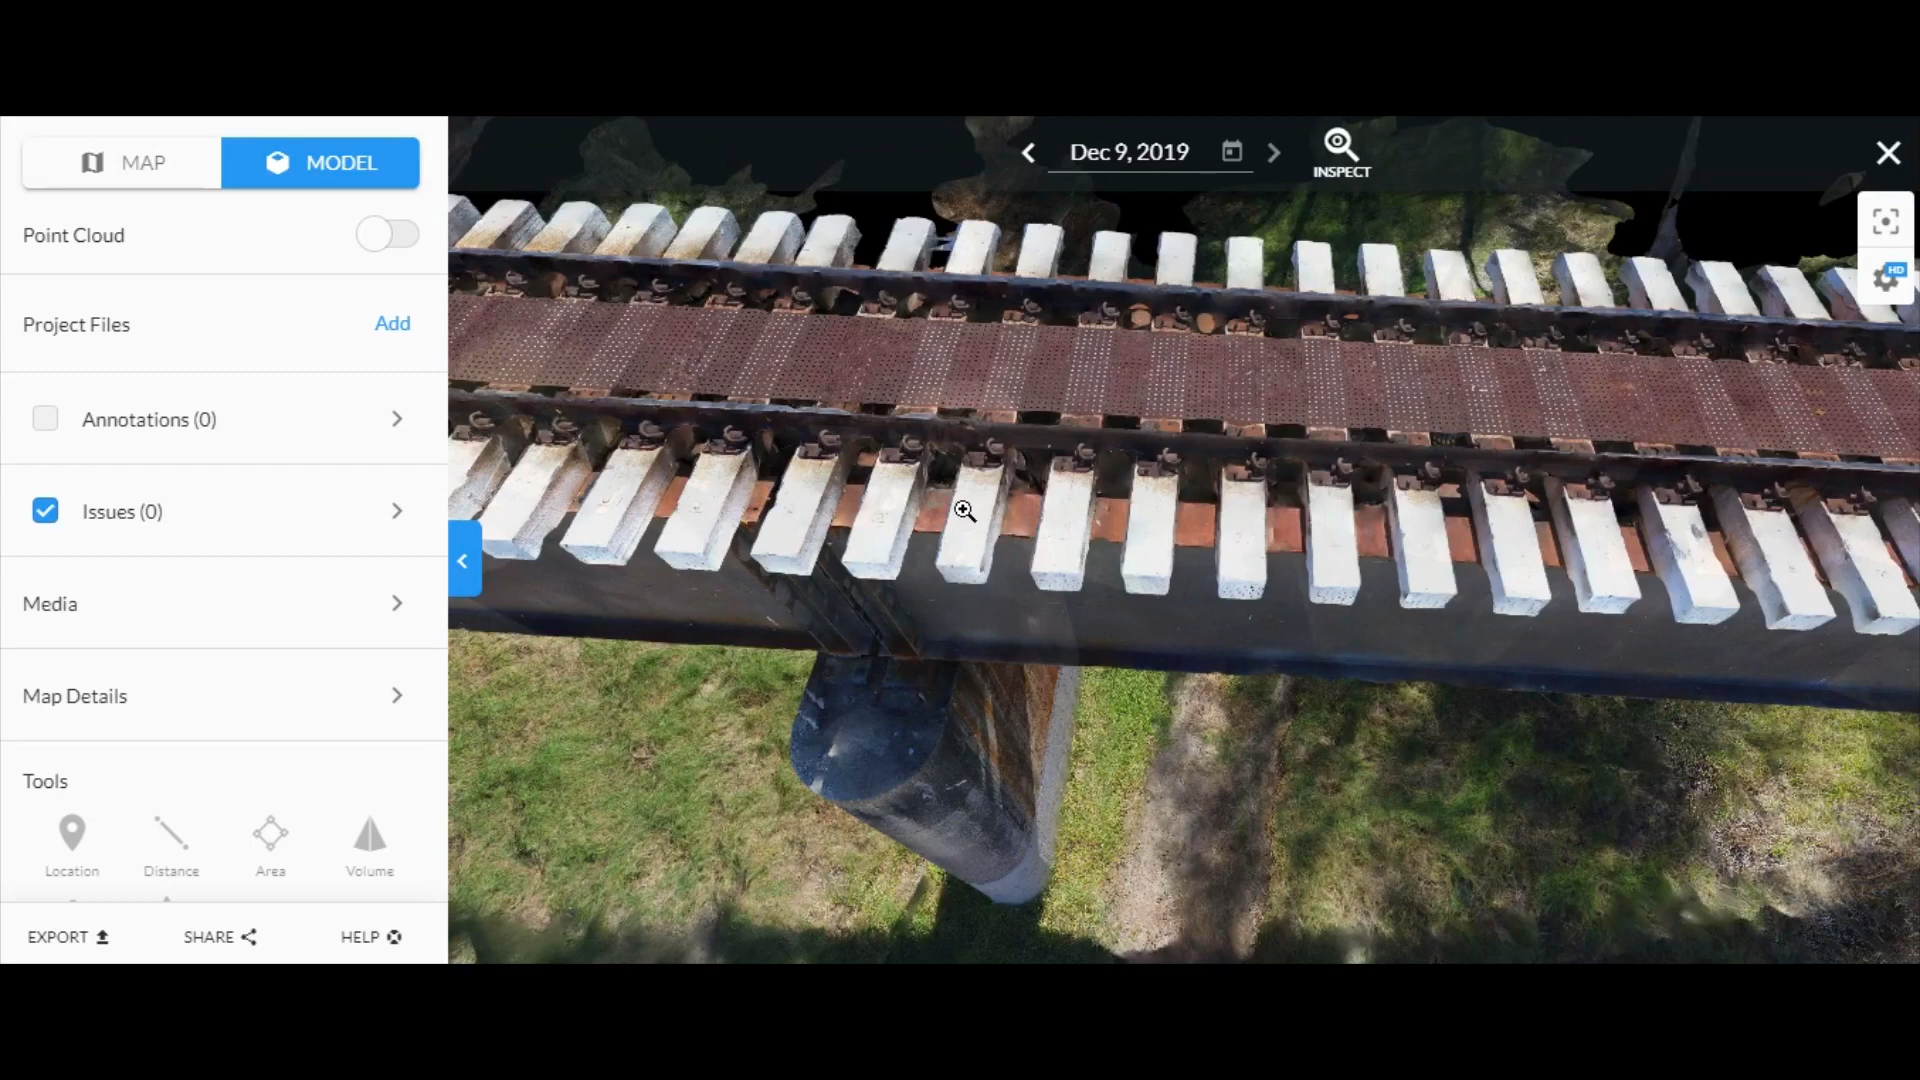 MAP
MODEL
Dec 9, 2019
INSPECT
HD
Point Cloud
Project Files
Add
Annotations (0)
Issues (0)
Media
Map Details
Tools
Location
Distance
Area
Volume
EXPORT
SHARE
HELP